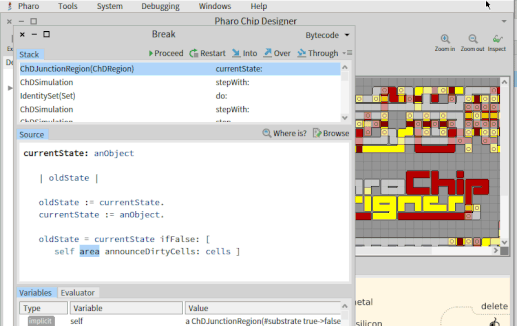 Pharo Tools System Debugging Windows Help
Pharo Chip Designer
Break Bytecode
Stack Proceed Restart Into Over Through
ChDJunctionRegion(ChDRegion) currentState:
ChDSimulation stepWith:
IdentitySet(Set) do:
ChDSimulation stepWith:
ChDSimulation step
Zoom in Zoom out Inspect
Source Where is? Browse
currentState: anObject
| oldState |
oldState := currentState.
currentState := anObject.
oldState = currentState ifFalse: [
self area announceDirtyCells: cells ]
Chip
Variables Evaluator
Type Variable Value
implicit self a ChDJunctionRegion(#substrate true->false
etal
silicon
delete